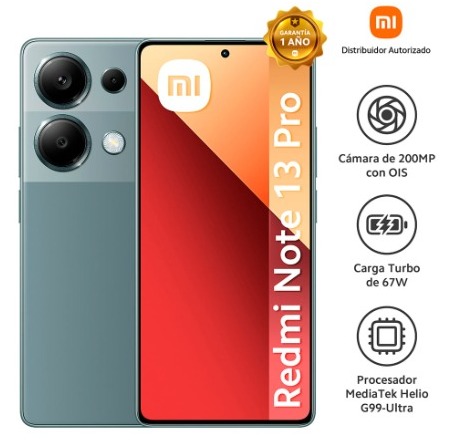 GARANTÍA
1 AÑO
mi
Distribuidor Autorizado
mi
Redmi Note 13 Pro
Cámara de 200MP
con OIS
Carga Turbo
de 67W
Procesador
MediaTek Helio
G99-Ultra